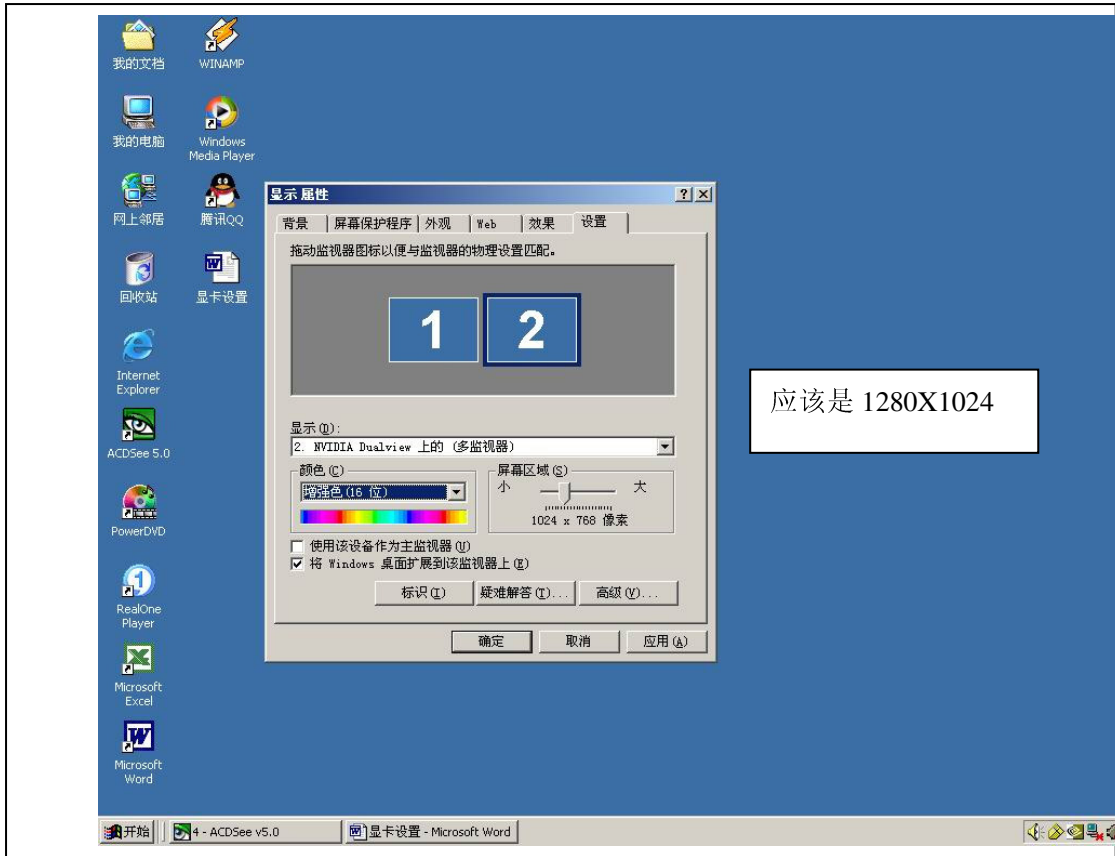 我的文档
WINAMP
我的电脑
Windows
Media Player
网上邻居
腾讯QQ
回收站
显卡设置
Internet
Explorer
ACDSee 5.0
PowerDVD
RealOne
Player
Microsoft
Excel
Microsoft
Word
显示 属性
背景 屏幕保护程序 外观 Web 效果 设置
拖动监视器图标以便与监视器的物理设置匹配。
1 2
显示(D):
2. NVIDIA Dualview 上的 (多监视器)
颜色(C)
增强色(16 位)
屏幕区域(S)
小 大
1024 x 768 像素
使用该设备作为主监视器(U)
将 Windows 桌面扩展到该监视器上(E)
标识(I) 疑难解答(T)... 高级(V)...
确定 取消 应用(A)
应该是 1280X1024
开始 4 - ACDSee v5.0 显卡设置 - Microsoft Word